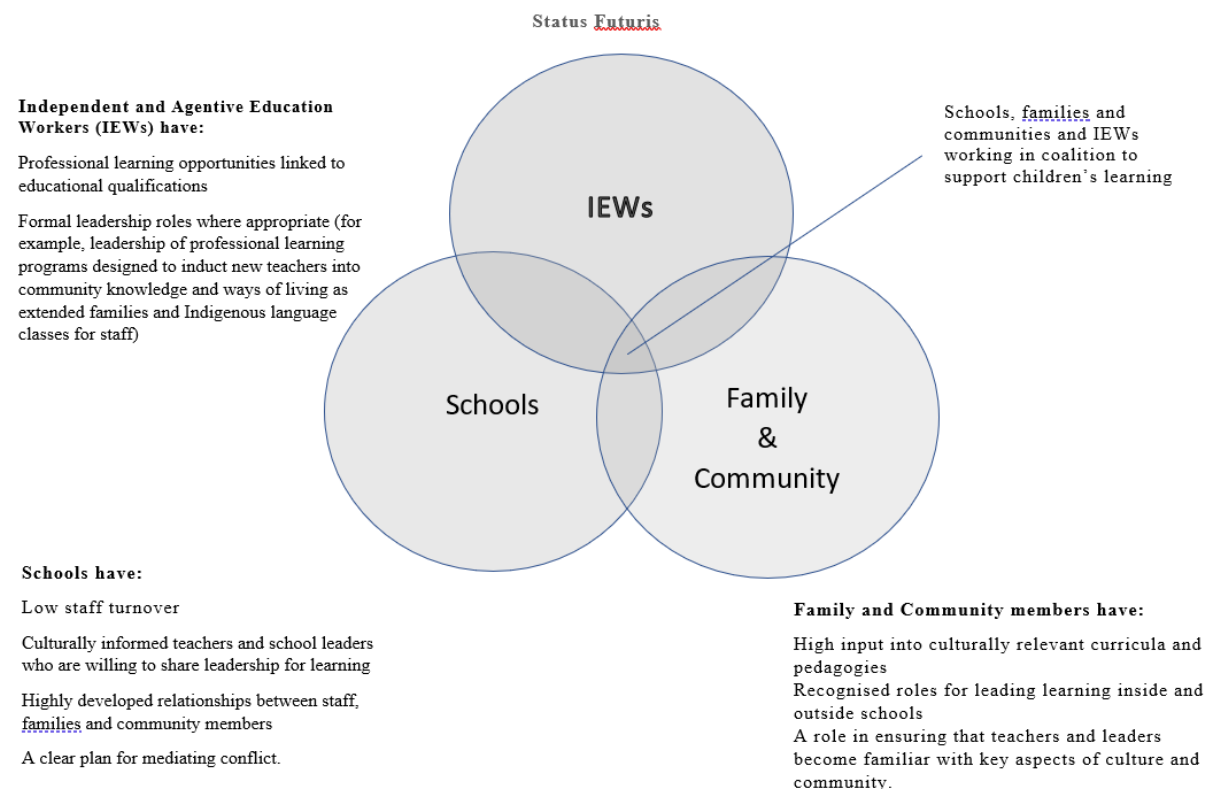 Status Futuris
Independent and Agentive Education
Workers (IEWs) have:
Professional learning opportunities linked to
educational qualifications
Formal leadership roles where appropriate (for
example, leadership of professional learning
programs designed to induct new teachers into
community knowledge and ways of living as
extended families and Indigenous language
classes for staff)
Schools, families and
communities and IEWs
working in coalition to
support children’s learning
IEWs
Schools
Family
&
Community
Schools have:
Low staff turnover
Culturally informed teachers and school leaders
who are willing to share leadership for learning
Highly developed relationships between staff,
families and community members
A clear plan for mediating conflict.
Family and Community members have:
High input into culturally relevant curricula and
pedagogies
Recognised roles for leading learning inside and
outside schools
A role in ensuring that teachers and leaders
become familiar with key aspects of culture and
community.